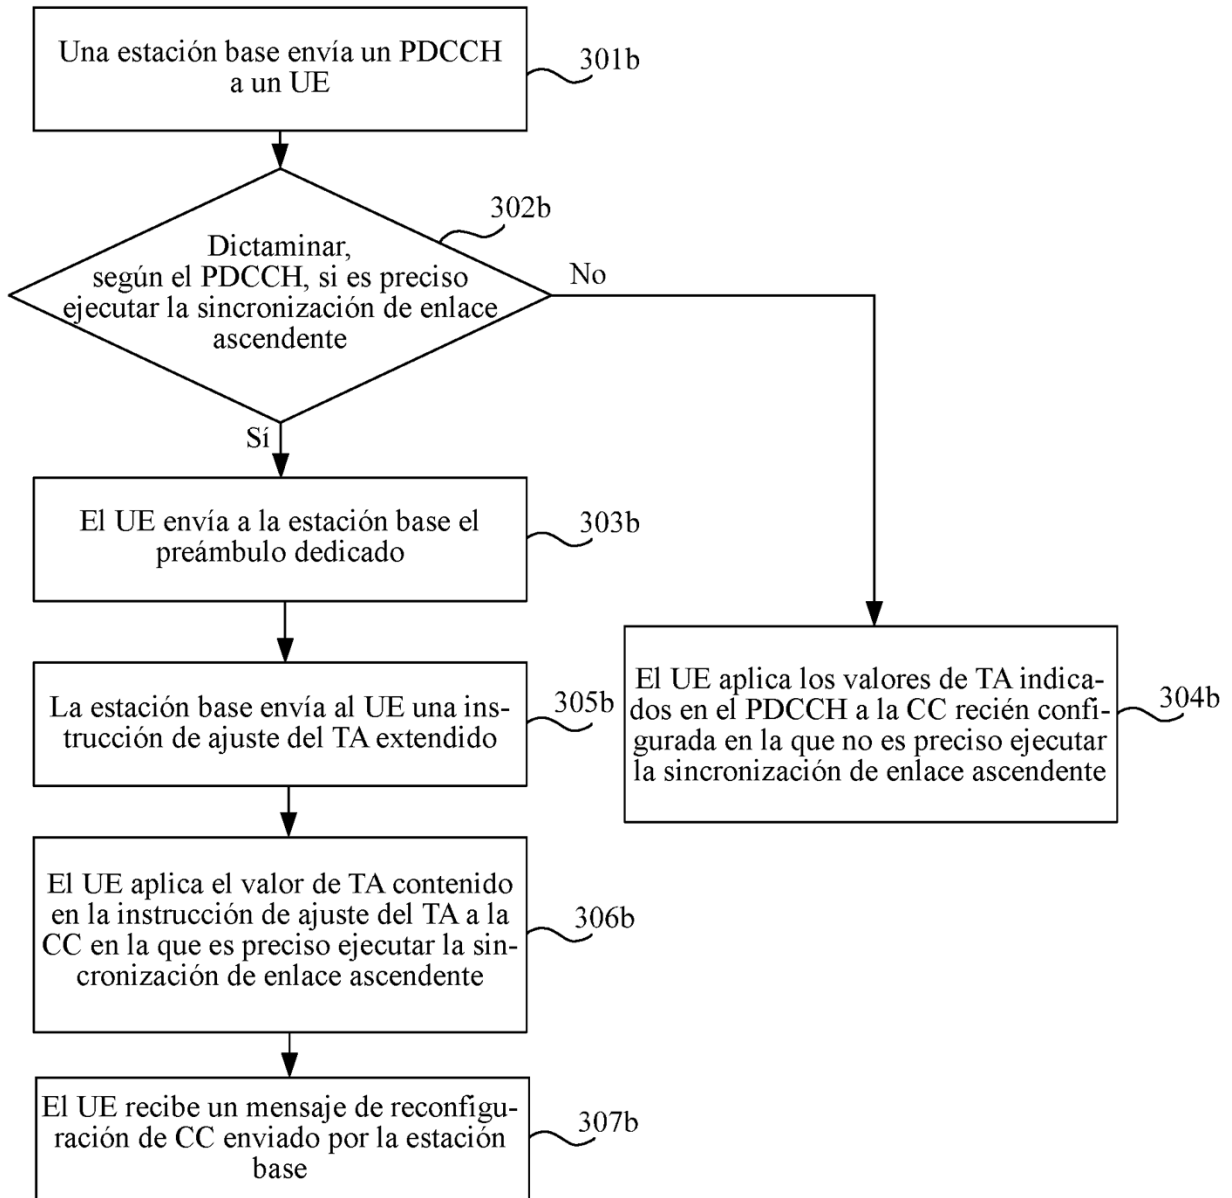 Una estación base envía un PDCCH
a un UE
301b
302b
Dictaminar,
según el PDCCH, si es preciso
ejecutar la sincronización de enlace
ascendente
No
Sí
El UE envía a la estación base el
preámbulo dedicado
303b
La estación base envía al UE una ins-
trucción de ajuste del TA extendido
305b
El UE aplica los valores de TA indica-
dos en el PDCCH a la CC recién confi-
gurada en la que no es preciso ejecutar
la sincronización de enlace ascendente
304b
El UE aplica el valor de TA contenido
en la instrucción de ajuste del TA a la
CC en la que es preciso ejecutar la sin-
cronización de enlace ascendente
306b
El UE recibe un mensaje de reconfigu-
ración de CC enviado por la estación
base
307b